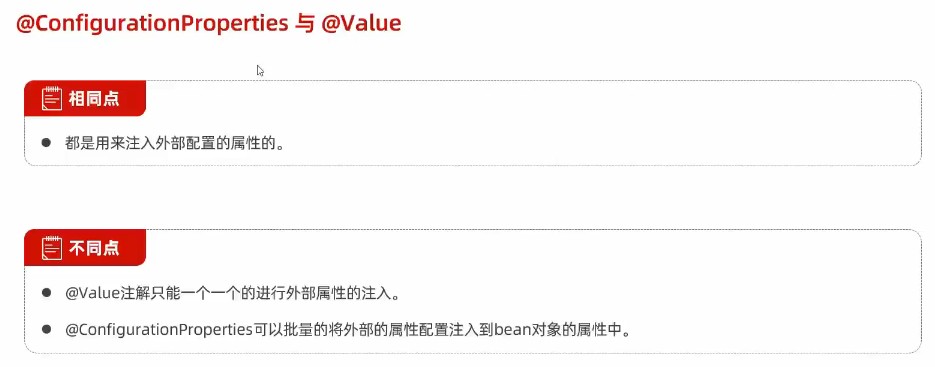 @ConfigurationProperties 与 @Value
相同点
都是用来注入外部配置的属性的。
不同点
@Value注解只能一个一个的进行外部属性的注入。
@ConfigurationProperties可以批量的将外部的属性配置注入到bean对象的属性中。